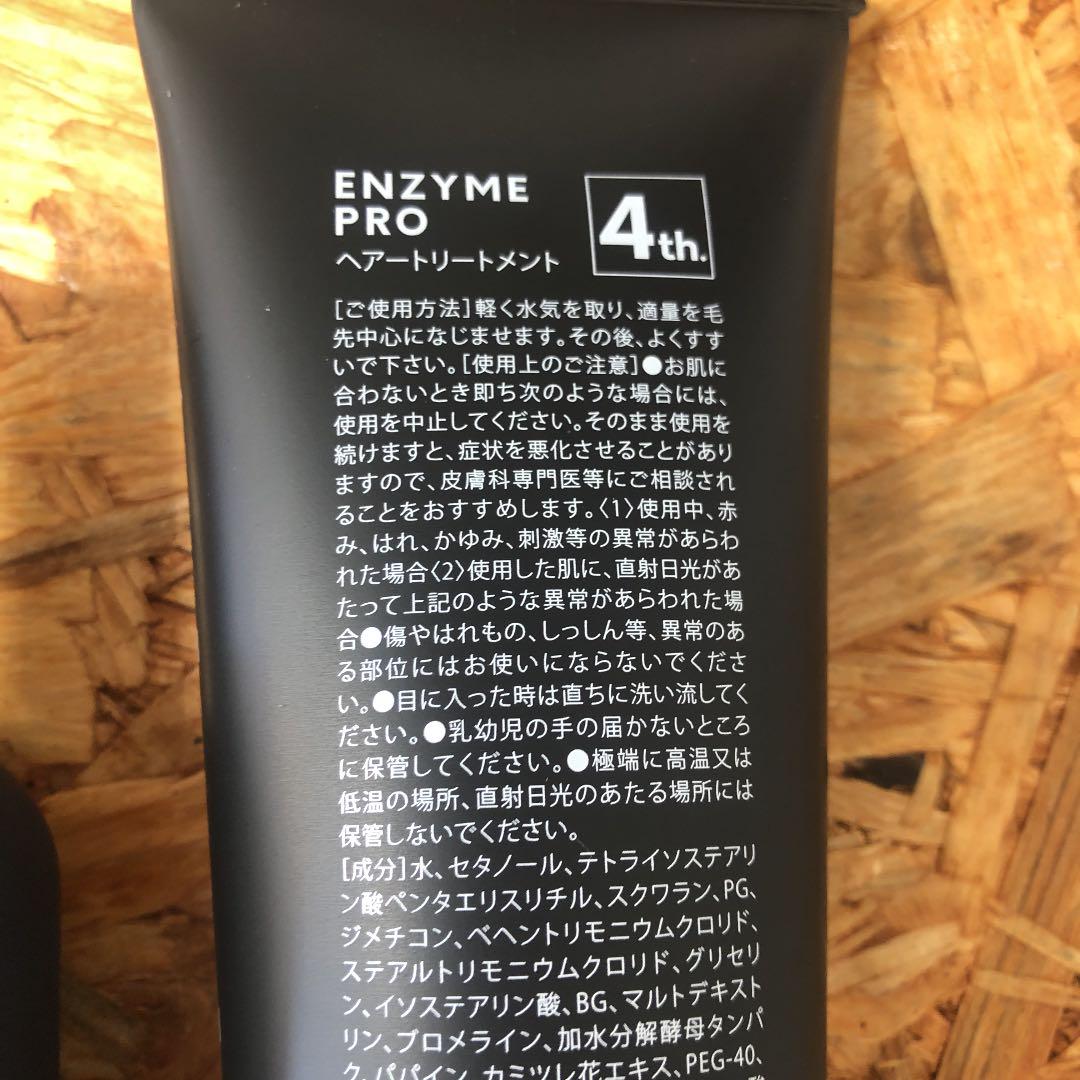 ENZYME
PRO
4th.
ヘアートリートメント
[ご使用方法]軽く水気を取り、適量を毛
先中心になじませます。その後、よくすす
いで下さい。[使用上のご注意]●お肌に
合わないとき即ち次のような場合には、
使用を中止してください。そのまま使用を
続けますと、症状を悪化させることがあり
ますので、皮膚科専門医等にご相談され
ることをおすすめします。〈1〉使用中、赤
み、はれ、かゆみ、刺激等の異常があらわ
れた場合〈2〉使用した肌に、直射日光があ
たって上記のような異常があらわれた場
合●傷やはれもの、しっしん等、異常のあ
る部位にはお使いにならないでくださ
い。●目に入った時は直ちに洗い流してく
ださい。●乳幼児の手の届かないところ
に保管してください。●極端に高温又は
低温の場所、直射日光のあたる場所には
保管しないでください。
[成分]水、セタノール、テトライソステアリ
ン酸ペンタエリスリチル、スクワラン、PG、
ジメチコン、ベヘントリモニウムクロリド、
ステアルトリモニウムクロリド、グリセリ
ン、イソステアリン酸、BG、マルトデキスト
リン、ブロメライン、加水分解酵母タンパ
ク、パパイン、カミツレ花エキス、PEG-40、